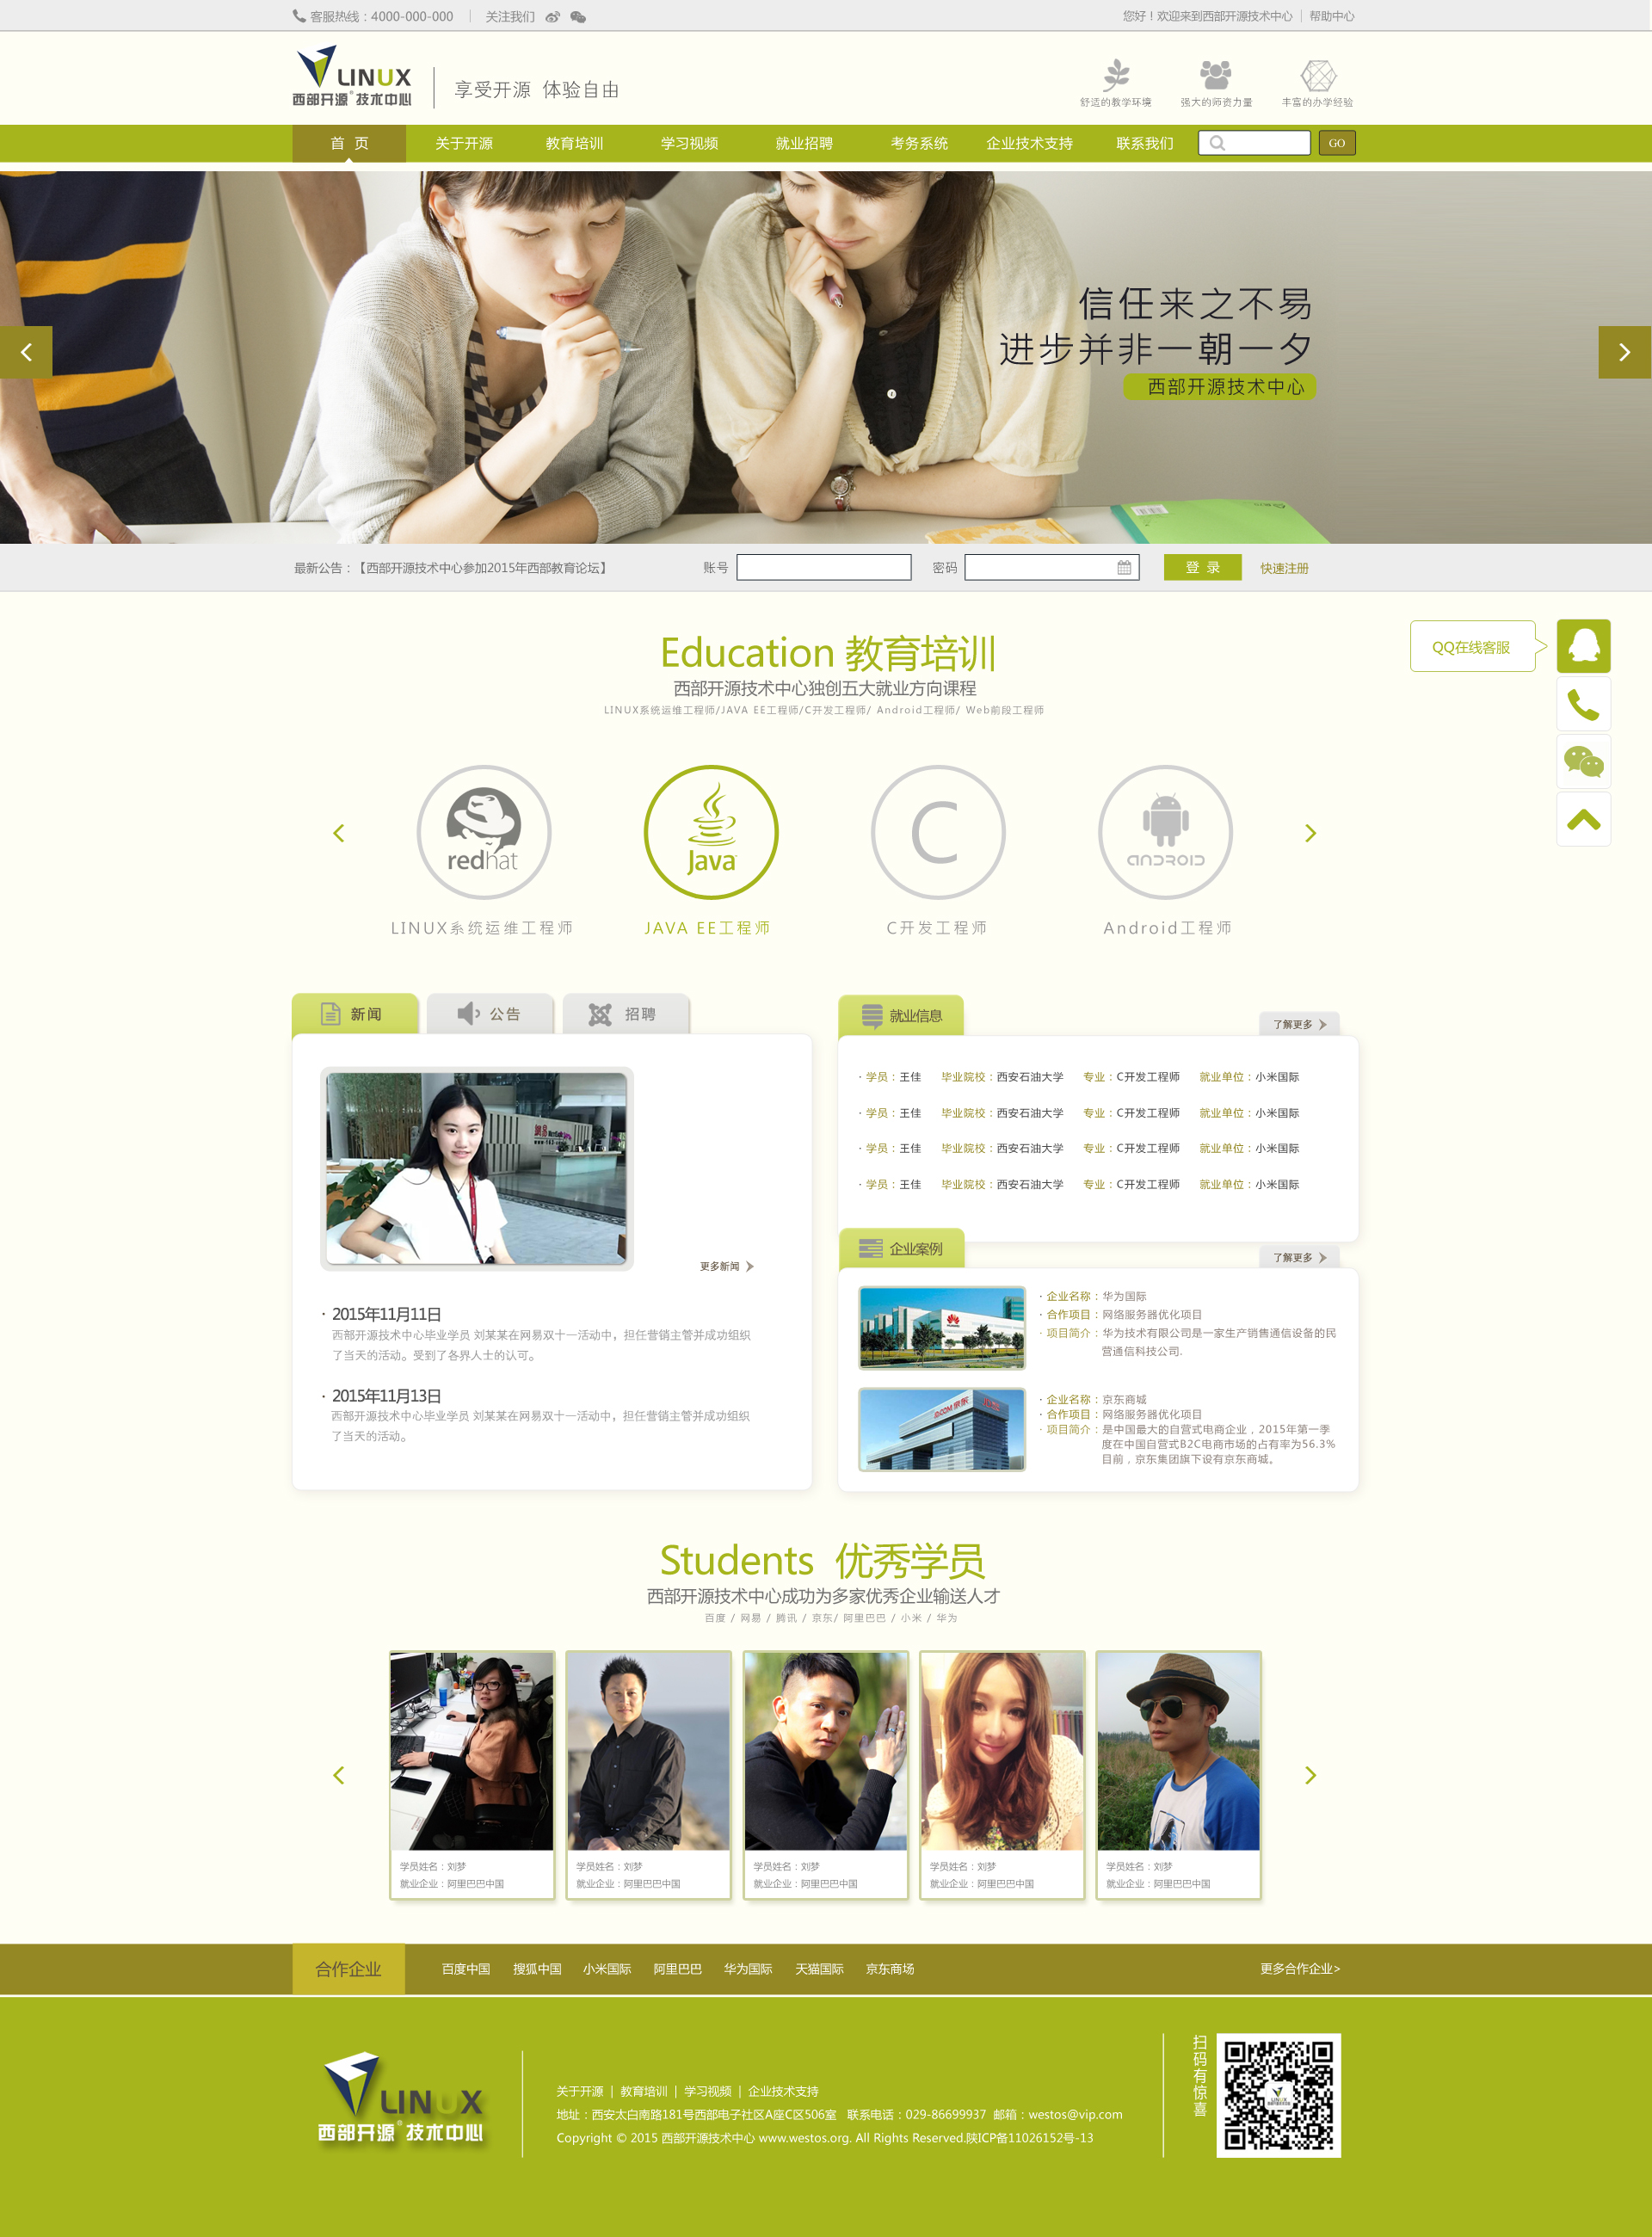 客服热线：4000-000-000 关注我们 您好！欢迎来到西部开源技术中心 帮助中心
LINUX
西部开源®技术中心
享受开源 体验自由
舒适的教学环境 强大的师资力量 丰富的办学经验
首 页 关于开源 教育培训 学习视频 就业招聘 考务系统 企业技术支持 联系我们 GO
信任来之不易
进步并非一朝一夕
西部开源技术中心
最新公告：【西部开源技术中心参加2015年西部教育论坛】 账号 密码 登 录 快速注册
QQ在线客服
Education 教育培训
西部开源技术中心独创五大就业方向课程
LINUX系统运维工程师/JAVA EE工程师/C开发工程师/ Android工程师/ Web前段工程师
redhat Java C ANDROID
LINUX系统运维工程师 JAVA EE工程师 C开发工程师 Android工程师
新闻 公告 招聘
更多新闻
· 2015年11月11日
西部开源技术中心毕业学员 刘某某在网易双十一活动中，担任营销主管并成功组织
了当天的活动。受到了各界人士的认可。
· 2015年11月13日
西部开源技术中心毕业学员 刘某某在网易双十一活动中，担任营销主管并成功组织
了当天的活动。
就业信息 了解更多
· 学员：王佳 毕业院校：西安石油大学 专业：C开发工程师 就业单位：小米国际
· 学员：王佳 毕业院校：西安石油大学 专业：C开发工程师 就业单位：小米国际
· 学员：王佳 毕业院校：西安石油大学 专业：C开发工程师 就业单位：小米国际
· 学员：王佳 毕业院校：西安石油大学 专业：C开发工程师 就业单位：小米国际
企业案例 了解更多
· 企业名称：华为国际
· 合作项目：网络服务器优化项目
· 项目简介：华为技术有限公司是一家生产销售通信设备的民
营通信科技公司.
· 企业名称：京东商城
· 合作项目：网络服务器优化项目
· 项目简介：是中国最大的自营式电商企业，2015年第一季
度在中国自营式B2C电商市场的占有率为56.3%
目前，京东集团旗下设有京东商城。
Students 优秀学员
西部开源技术中心成功为多家优秀企业输送人才
百度 / 网易 / 腾讯 / 京东/ 阿里巴巴 / 小米 / 华为
学员姓名：刘梦 学员姓名：刘梦 学员姓名：刘梦 学员姓名：刘梦 学员姓名：刘梦
就业企业：阿里巴巴中国 就业企业：阿里巴巴中国 就业企业：阿里巴巴中国 就业企业：阿里巴巴中国 就业企业：阿里巴巴中国
合作企业 百度中国 搜狐中国 小米国际 阿里巴巴 华为国际 天猫国际 京东商场 更多合作企业>
LINUX
西部开源®技术中心
关于开源 | 教育培训 | 学习视频 | 企业技术支持
地址：西安太白南路181号西部电子社区A座C区506室 联系电话：029-86699937 邮箱：westos@vip.com
Copyright © 2015 西部开源技术中心 www.westos.org. All Rights Reserved.陕ICP备11026152号-13
扫码有惊喜